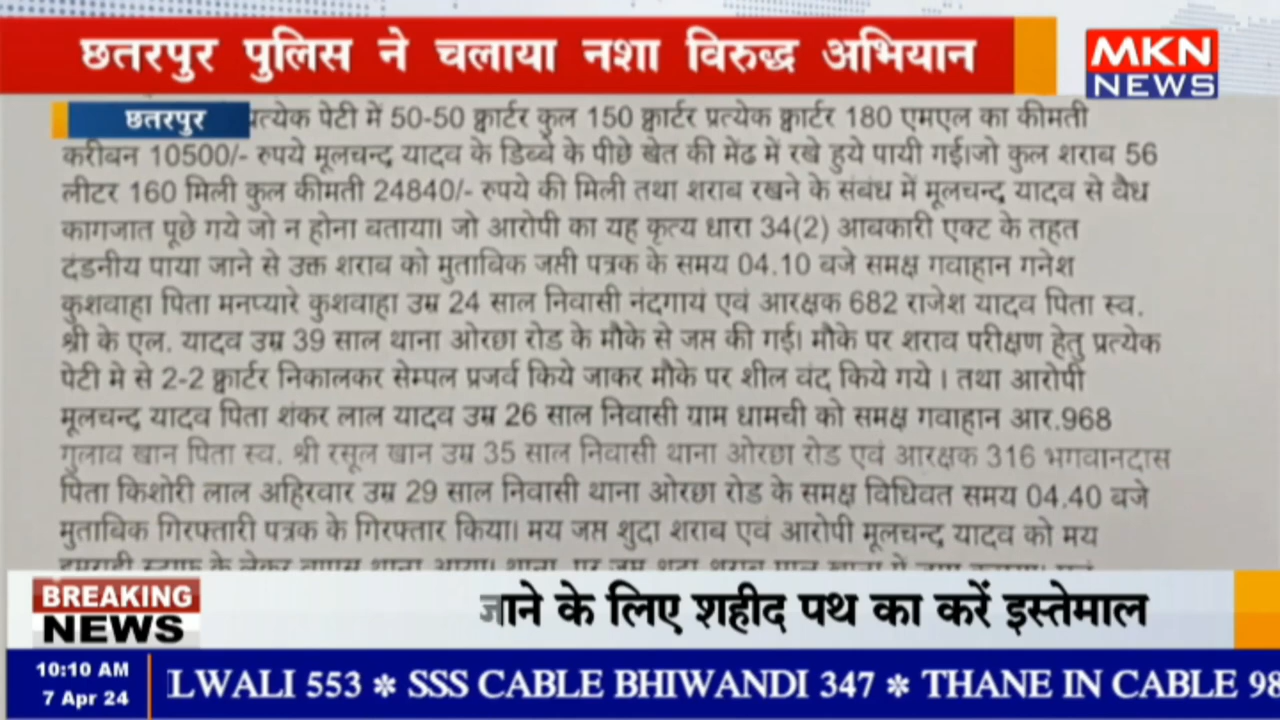 छतरपुर पुलिस ने चलाया नशा विरुद्ध अभियान
MKN
NEWS
छतरपुर
प्रत्येक पेटी में 50-50 क्वार्टर कुल 150 क्वार्टर प्रत्येक क्वार्टर 180 एमएल का कीमती
करीबन 10500/- रुपये मूलचन्द्र यादव के डिब्बे के पीछे खेत की मेंढ में रखे हुये पायी गई।जो कुल शराब 56
लीटर 160 मिली कुल कीमती 24840/- रुपये की मिली तथा शराब रखने के संबंध में मूलचन्द्र यादव से वैध
कागजात पूछे गये जो न होना बताया। जो आरोपी का यह कृत्य धारा 34(2) आबकारी एक्ट के तहत
दंडनीय पाया जाने से उक्त शराब को मुताबिक जप्ती पत्रक के समय 04.10 बजे समक्ष गवाहान गनेश
कुशवाहा पिता मनप्यारे कुशवाहा उम्र 24 साल निवासी नंदगायं एवं आरक्षक 682 राजेश यादव पिता स्व.
श्री के एल. यादव उम्र 39 साल थाना ओरछा रोड के मौके से जप्त की गई। मौके पर शराब परीक्षण हेतु प्रत्येक
पेटी मे से 2-2 क्वार्टर निकालकर सेम्पल प्रजर्व किये जाकर मौके पर शील वंद किये गये । तथा आरोपी
मूलचन्द्र यादव पिता शंकर लाल यादव उम्र 26 साल निवासी ग्राम धामची को समक्ष गवाहान आर.968
गुलाव खान पिता स्व. श्री रसूल खान उम्र 35 साल निवासी थाना ओरछा रोड एवं आरक्षक 316 भगवानदास
पिता किशोरी लाल अहिरवार उम्र 29 साल निवासी थाना ओरछा रोड के समक्ष विधिवत समय 04.40 बजे
मुताबिक गिरफ्तारी पत्रक के गिरफ्तार किया। मय जप्त शुदा शराब एवं आरोपी मूलचन्द्र यादव को मय
BREAKING
NEWS
जाने के लिए शहीद पथ का करें इस्तेमाल
10:10 AM
7 Apr 24
LWALI 553 * SSS CABLE BHIWANDI 347 * THANE IN CABLE 98